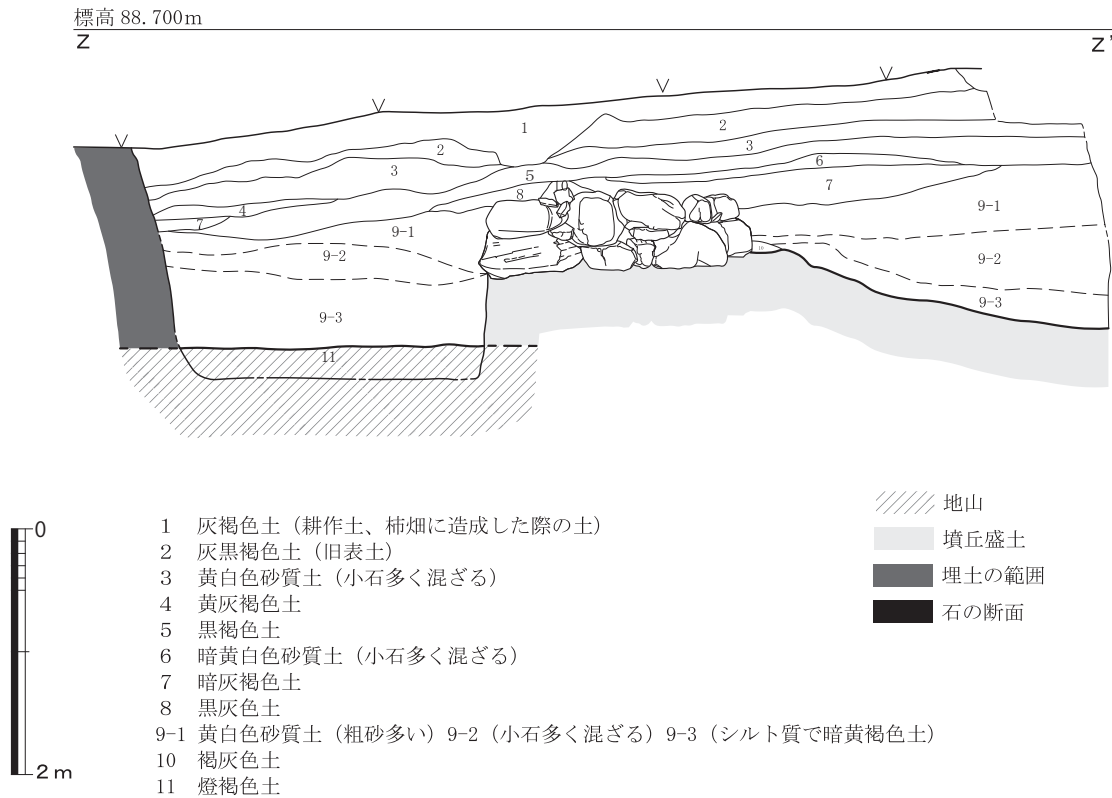 標高 88.700m
Z Z'
1
2
2
3
3
6
5
7
8
4
7
9-1
9-1
9-2
9-2
9-3
9-3
10
11
0
2 m
1 灰褐色土（耕作土、柿畑に造成した際の土）
2 灰黒褐色土（旧表土）
3 黄白色砂質土（小石多く混ざる）
4 黄灰褐色土
5 黒褐色土
6 暗黄白色砂質土（小石多く混ざる）
7 暗灰褐色土
8 黒灰色土
9-1 黄白色砂質土（粗砂多い）9-2（小石多く混ざる）9-3（シルト質で暗黄褐色土）
10 褐灰色土
11 燈褐色土
地山
墳丘盛土
埋土の範囲
石の断面